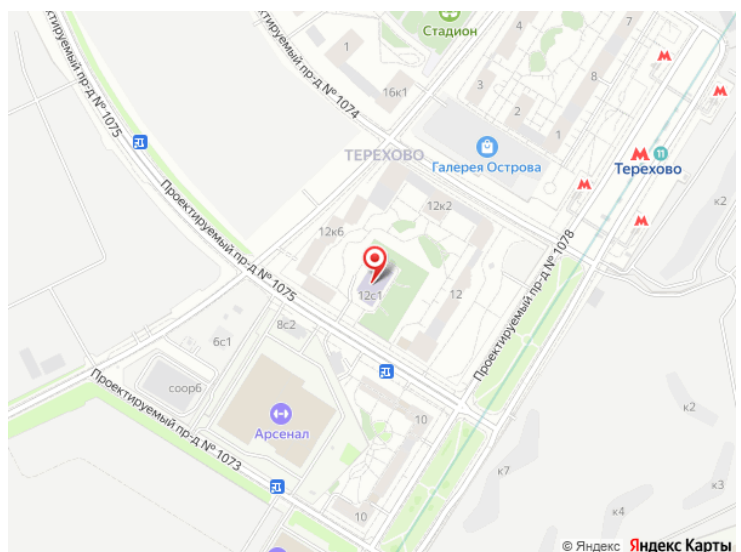 Стадион
7
8
1
16к1
4
3
2
1
Проектируемый пр-д № 1074
Проектируемый пр-д № 1075
ТЕРЕХОВО
Галерея Острова
11
Терехово
к2
12к2
12к6
Проектируемый пр-д № 1075
12с1
12
Проектируемый пр-д № 1078
8с2
6с1
соор6
Проектируемый пр-д № 1073
Арсенал
10
к2
к7
к3
к4
10
© Яндекс Яндекс Карты